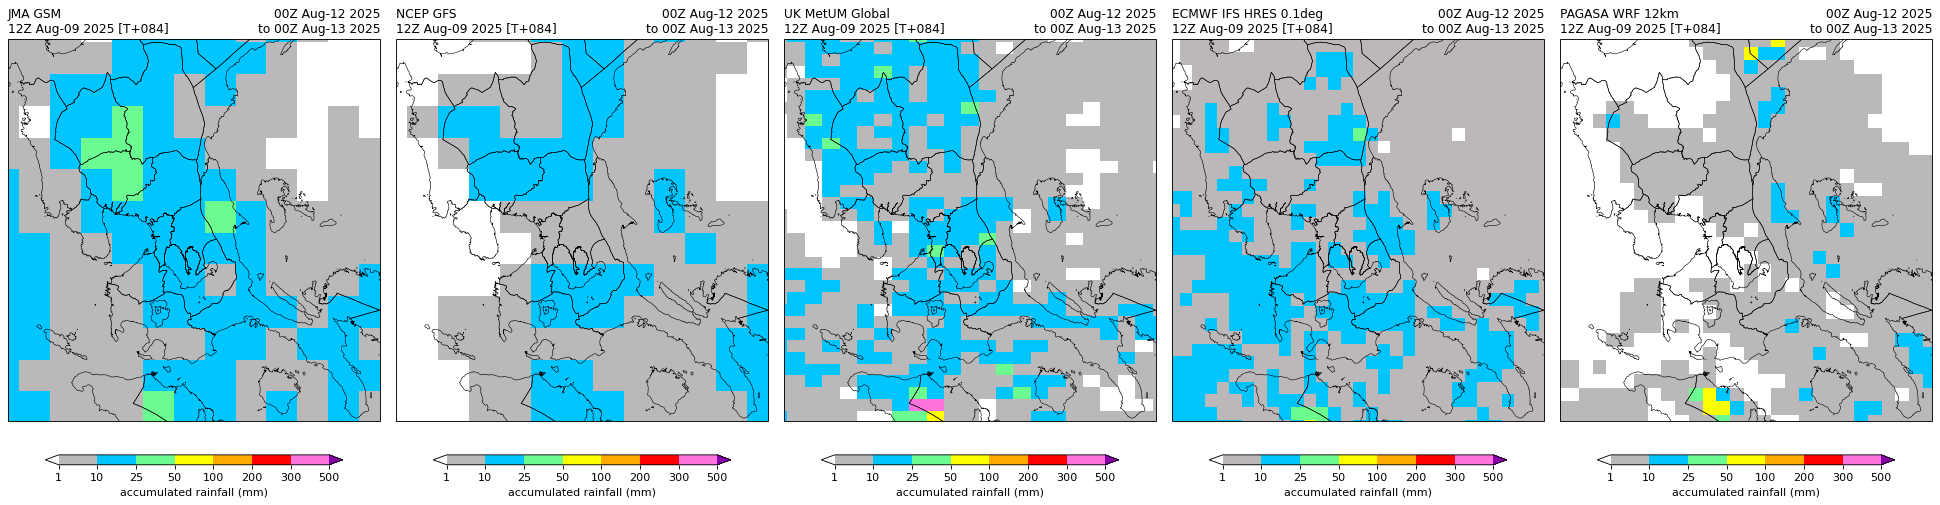 JMA GSM 00Z Aug-12 2025
12Z Aug-09 2025 [T+084] to 00Z Aug-13 2025
1 10 25 50 100 200 300 500
accumulated rainfall (mm)
NCEP GFS 00Z Aug-12 2025
12Z Aug-09 2025 [T+084] to 00Z Aug-13 2025
1 10 25 50 100 200 300 500
accumulated rainfall (mm)
UK MetUM Global 00Z Aug-12 2025
12Z Aug-09 2025 [T+084] to 00Z Aug-13 2025
1 10 25 50 100 200 300 500
accumulated rainfall (mm)
ECMWF IFS HRES 0.1deg 00Z Aug-12 2025
12Z Aug-09 2025 [T+084] to 00Z Aug-13 2025
1 10 25 50 100 200 300 500
accumulated rainfall (mm)
PAGASA WRF 12km 00Z Aug-12 2025
12Z Aug-09 2025 [T+084] to 00Z Aug-13 2025
1 10 25 50 100 200 300 500
accumulated rainfall (mm)